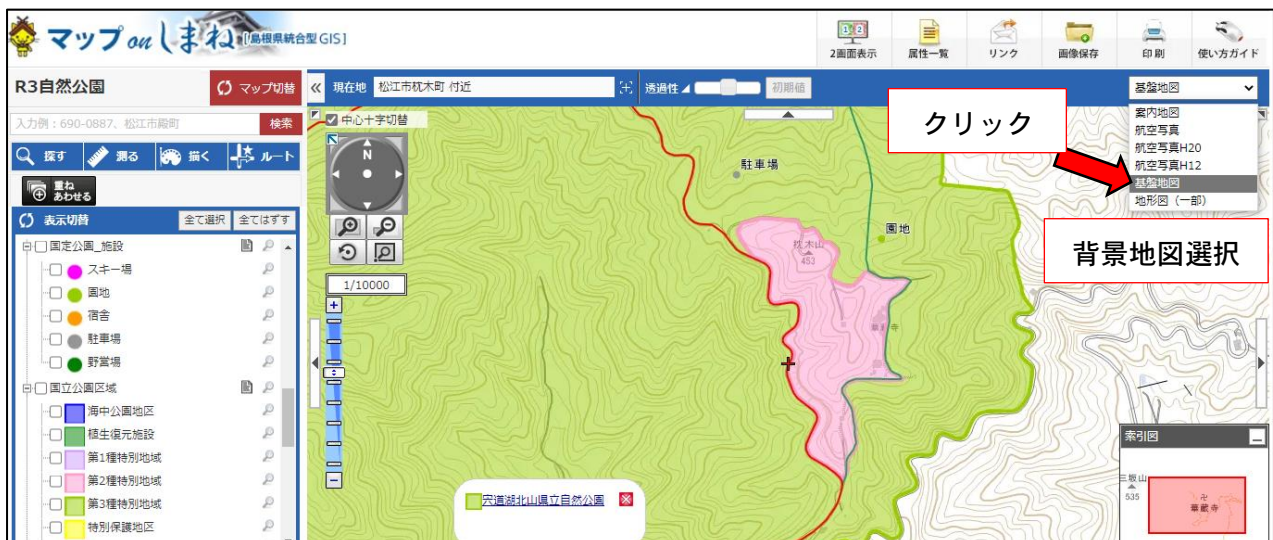 マップ on しまね [島根県統合型GIS]
2画面表示
属性一覧
リンク
画像保存
印刷
使い方ガイド
R3自然公園
マップ切替
現在地
松江市枕木町 付近
透過性
初期値
基盤地図
入力例：690-0887、松江市殿町
検索
探す
測る
描く
ルート
重ね
あわせる
表示切替
全て選択
全てはずす
国定公園_施設
スキー場
園地
宿舎
駐車場
野営場
国立公園区域
海中公園地区
植生復元施設
第1種特別地域
第2種特別地域
第3種特別地域
特別保護地区
中心十字切替
N
1/10000
駐車場
園地
枕木山
453
華蔵寺
宍道湖北山県立自然公園
クリック
案内地図
航空写真
航空写真H20
航空写真H12
基盤地図
地形図（一部）
背景地図選択
索引図
三坂山
535
華蔵寺